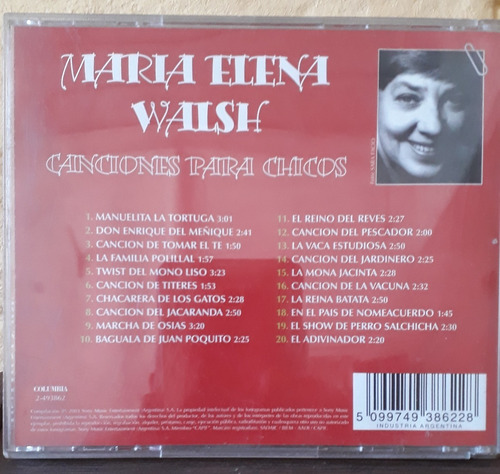 MARIA ELENA
WALSH
CANCIONES PARA CHICOS
1. MANUELITA LA TORTUGA 3:01
2. DON ENRIQUE DEL MEÑIQUE 2:41
3. CANCION DE TOMAR EL TE 1:50
4. LA FAMILIA POLILLAL 1:57
5. TWIST DEL MONO LISO 3:23
6. CANCION DE TITERES 1:53
7. CHACARERA DE LOS GATOS 2:28
8. CANCION DEL JACARANDA 2:50
9. MARCHA DE OSIAS 3:20
10. BAGUALA DE JUAN POQUITO 2:25
11. EL REINO DEL REVES 2:27
12. CANCION DEL PESCADOR 2:00
13. LA VACA ESTUDIOSA 2:50
14. CANCION DEL JARDINERO 2:25
15. LA MONA JACINTA 2:28
16. CANCION DE LA VACUNA 2:32
17. LA REINA BATATA 2:50
18. EN EL PAIS DE NOMEACUERDO 1:45
19. EL SHOW DE PERRO SALCHICHA 2:30
20. EL ADIVINADOR 2:20
COLUMBIA
2-493862
5 099749 386228
INDUSTRIA ARGENTINA